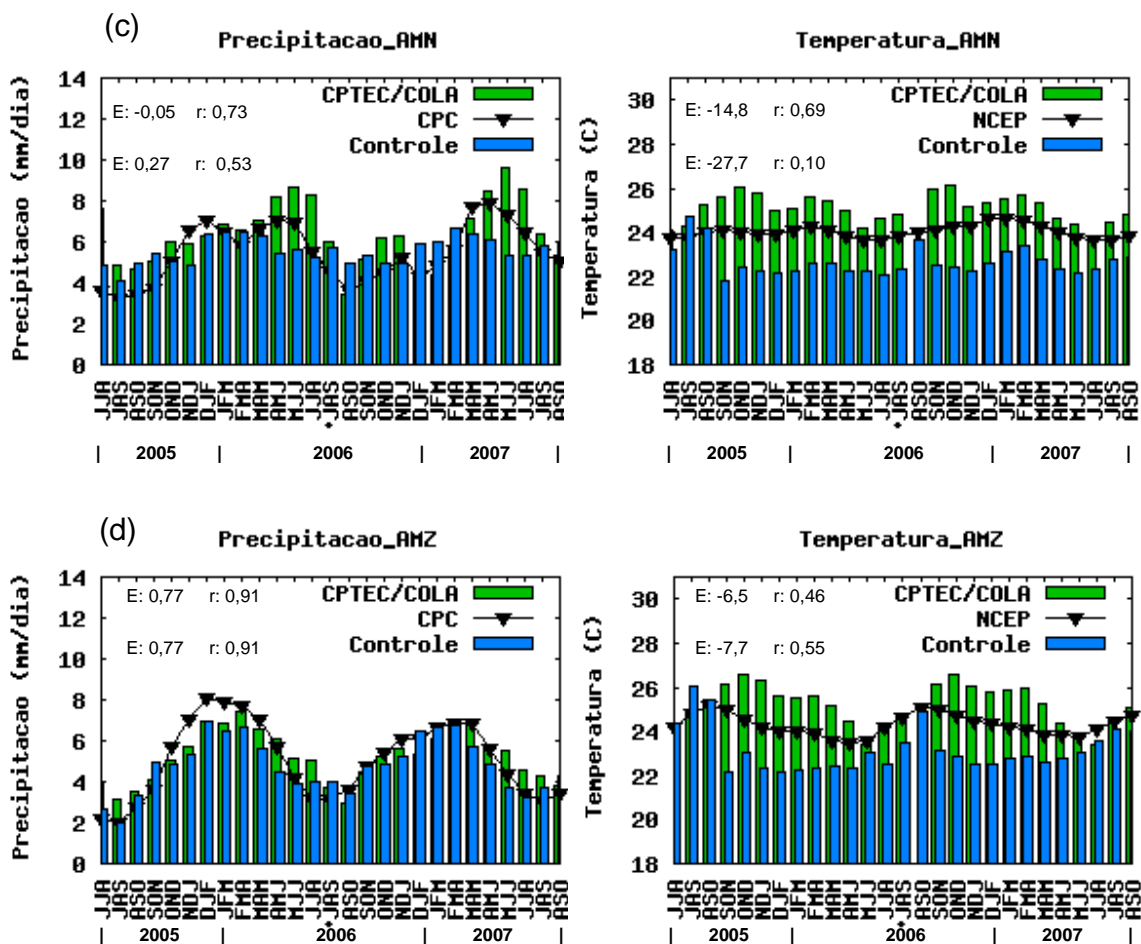 (c)
Precipitacao_AMN
Precipitacao (mm/dia)
14
12
10
8
6
4
2
0
E: -0,05 r: 0,73
E: 0,27 r: 0,53
CPTEC/COLA
CPC
Controle
JJA JAS ASO SON OND NDJ DJF JFM FMA MAM AMJ MJJ JJA JAS ASO SON OND NDJ DJF JFM FMA MAM AMJ MJJ JJA JAS ASO
| 2005 | 2006 | 2007 |
Temperatura_AMN
Temperatura (C)
30
28
26
24
22
20
18
E: -14,8 r: 0,69
E: -27,7 r: 0,10
CPTEC/COLA
NCEP
Controle
JJA JAS ASO SON OND NDJ DJF JFM FMA MAM AMJ MJJ JJA JAS ASO SON OND NDJ DJF JFM FMA MAM AMJ MJJ JJA JAS ASO
| 2005 | 2006 | 2007 |
(d)
Precipitacao_AMZ
Precipitacao (mm/dia)
14
12
10
8
6
4
2
0
E: 0,77 r: 0,91
E: 0,77 r: 0,91
CPTEC/COLA
CPC
Controle
JJA JAS ASO SON OND NDJ DJF JFM FMA MAM AMJ MJJ JJA JAS ASO SON OND NDJ DJF JFM FMA MAM AMJ MJJ JJA JAS ASO
| 2005 | 2006 | 2007 |
Temperatura_AMZ
Temperatura (C)
30
28
26
24
22
20
18
E: -6,5 r: 0,46
E: -7,7 r: 0,55
CPTEC/COLA
NCEP
Controle
JJA JAS ASO SON OND NDJ DJF JFM FMA MAM AMJ MJJ JJA JAS ASO SON OND NDJ DJF JFM FMA MAM AMJ MJJ JJA JAS ASO
| 2005 | 2006 | 2007 |